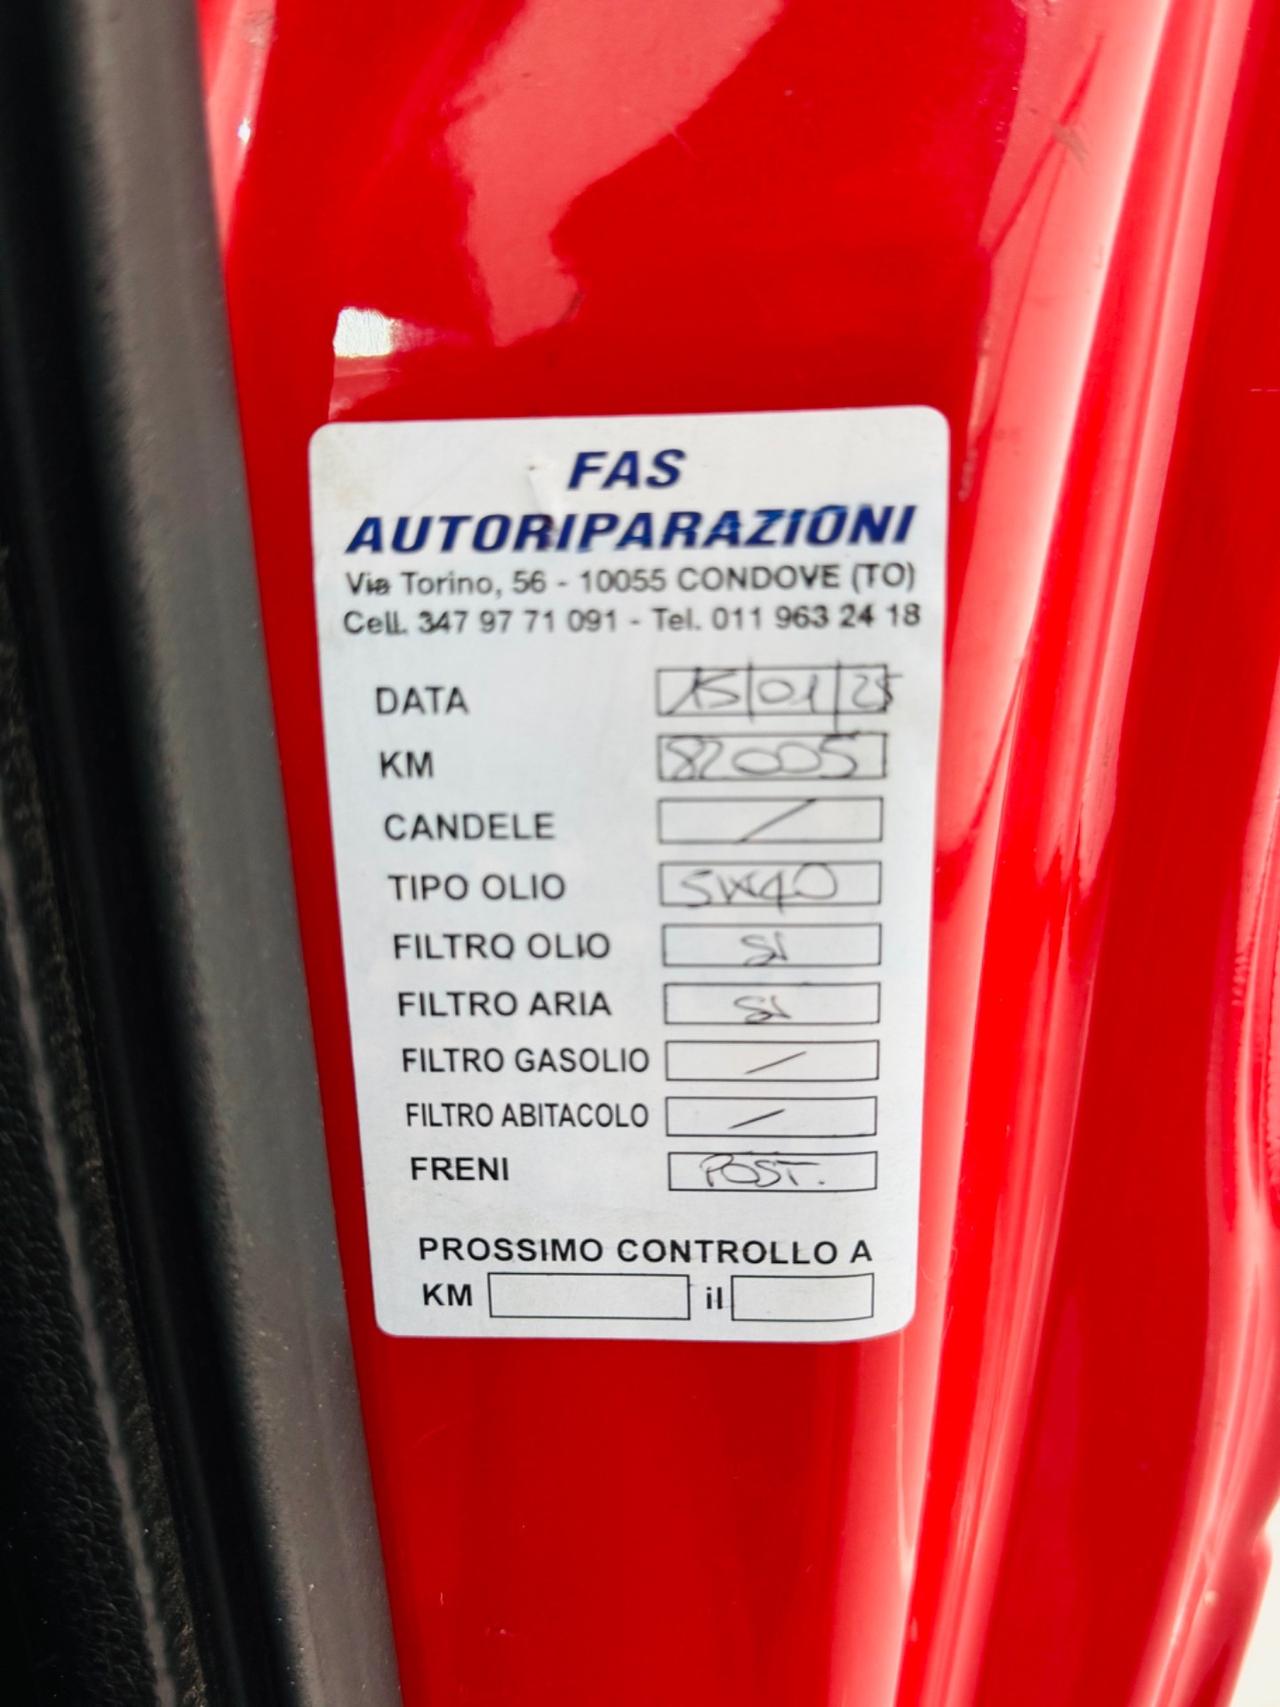 FAS
AUTORIPARAZIONI
Via Torino, 56 - 10055 CONDOVE (TO)
Cell. 347 97 71 091 - Tel. 011 963 24 18
DATA 15/01/25
KM 82005
CANDELE /
TIPO OLIO 5W40
FILTRO OLIO SI
FILTRO ARIA SI
FILTRO GASOLIO /
FILTRO ABITACOLO /
FRENI POST.
PROSSIMO CONTROLLO A
KM il